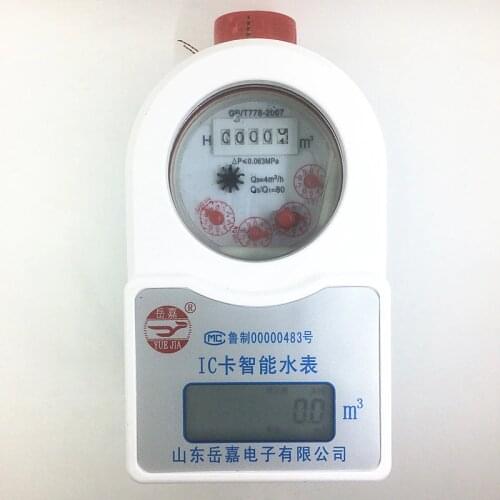 GB/T778-2007
H 00004 m³
△P≤0.063MPa
Q₃=4m³/h
Q₃/Q₁=80
岳嘉 ®
YUE JIA
MC 鲁制00000483号
IC卡智能水表
0.0 m³
山东岳嘉电子有限公司